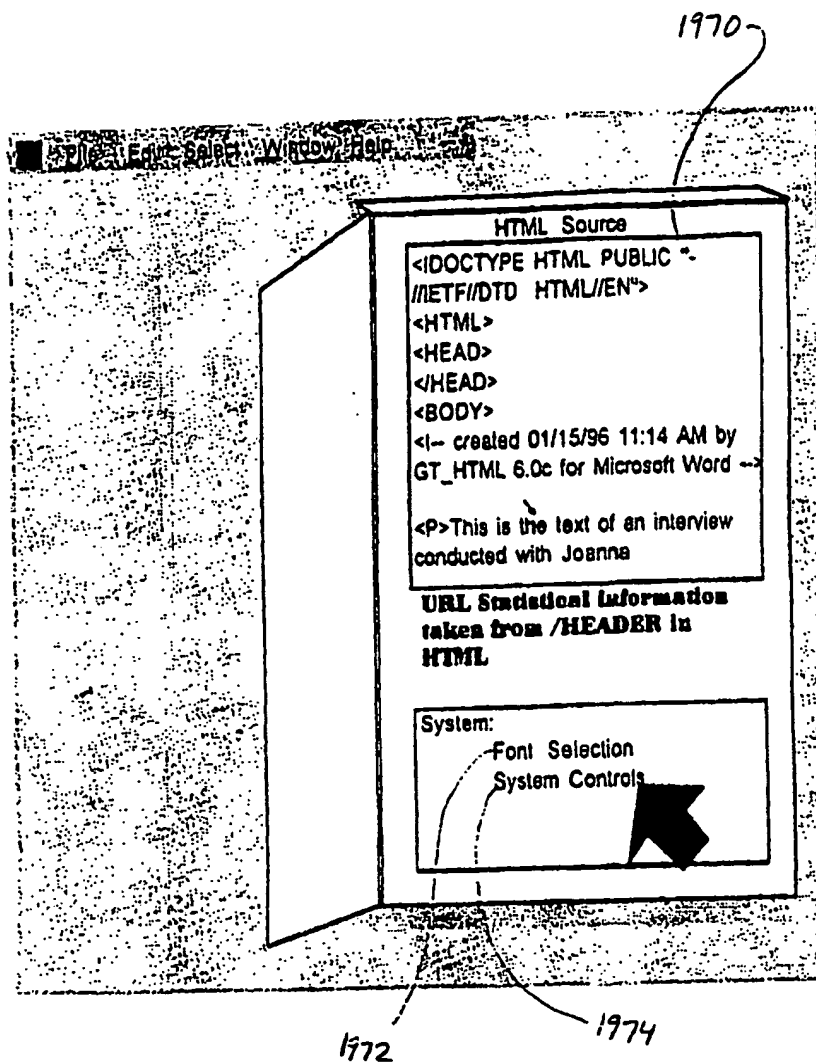 1970
File Edit Select Window Help
HTML Source
<!DOCTYPE HTML PUBLIC "-
//IETF//DTD HTML//EN">
<HTML>
<HEAD>
</HEAD>
<BODY>
<!-- created 01/15/96 11:14 AM by
GT_HTML 6.0c for Microsoft Word -->
<P>This is the text of an interview
conducted with Joanna
URL Statistical Information
taken from /HEADER in
HTML
System:
Font Selection
System Controls
1972
1974